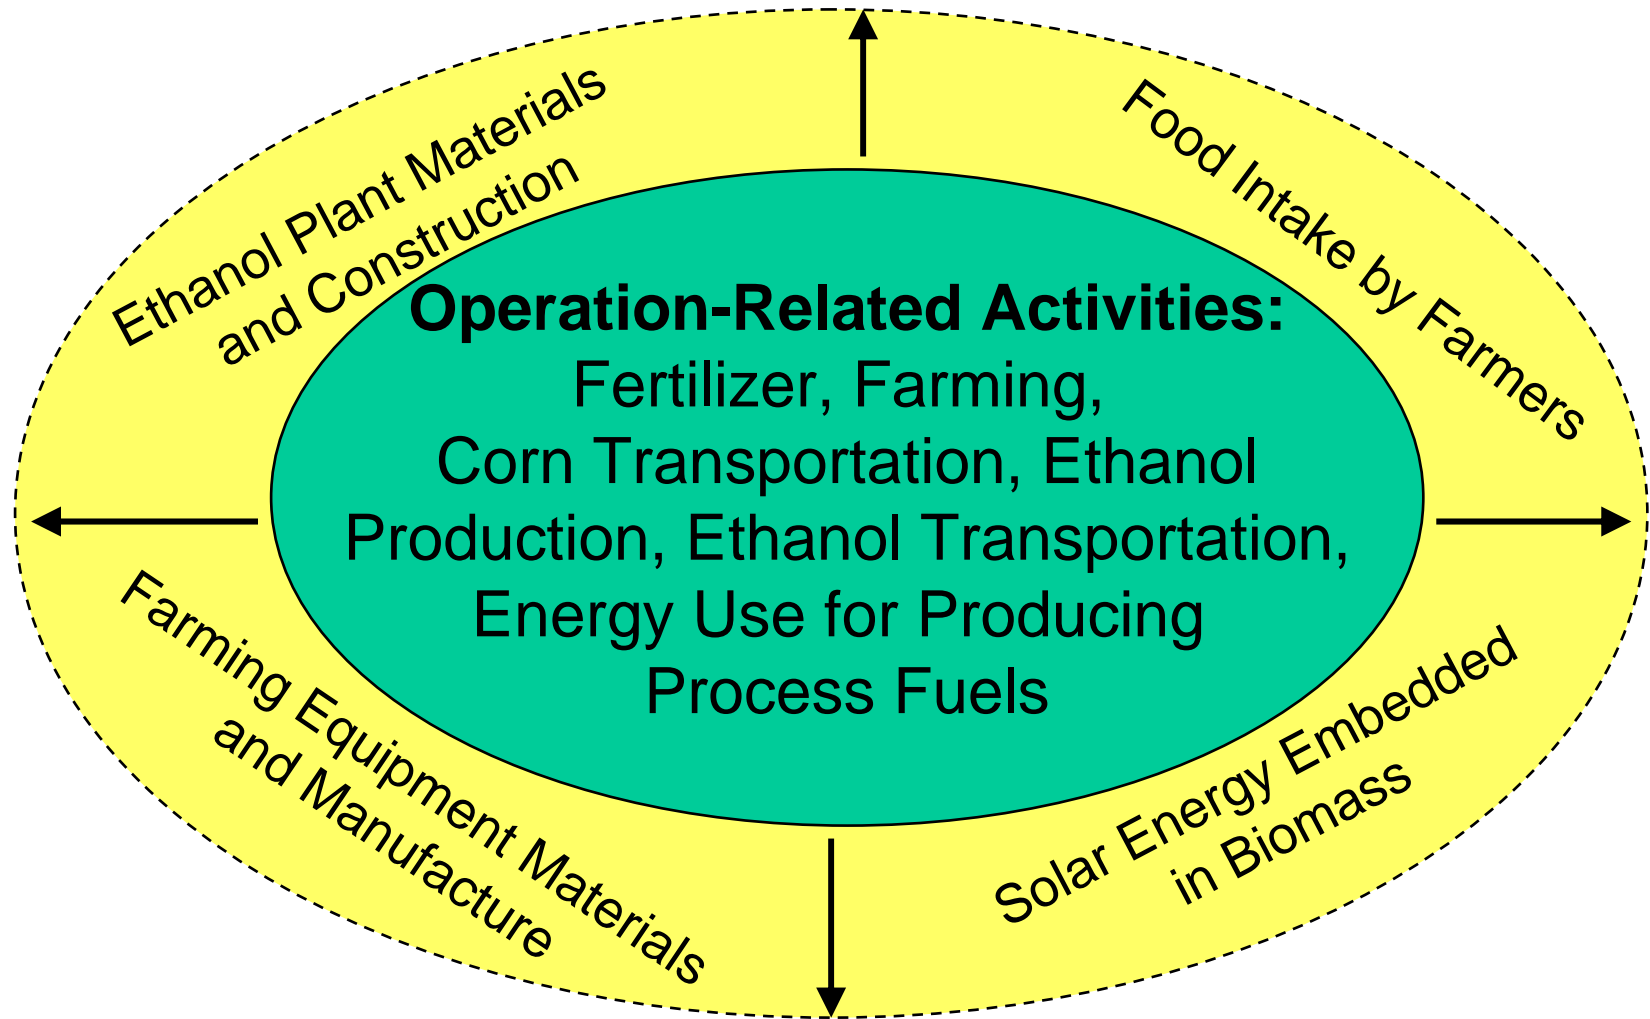 Ethanol Plant Materials
and Construction
Food Intake by Farmers
Operation-Related Activities:
Fertilizer, Farming,
Corn Transportation, Ethanol
Production, Ethanol Transportation,
Energy Use for Producing
Process Fuels
Farming Equipment Materials
and Manufacture
Solar Energy Embedded
in Biomass